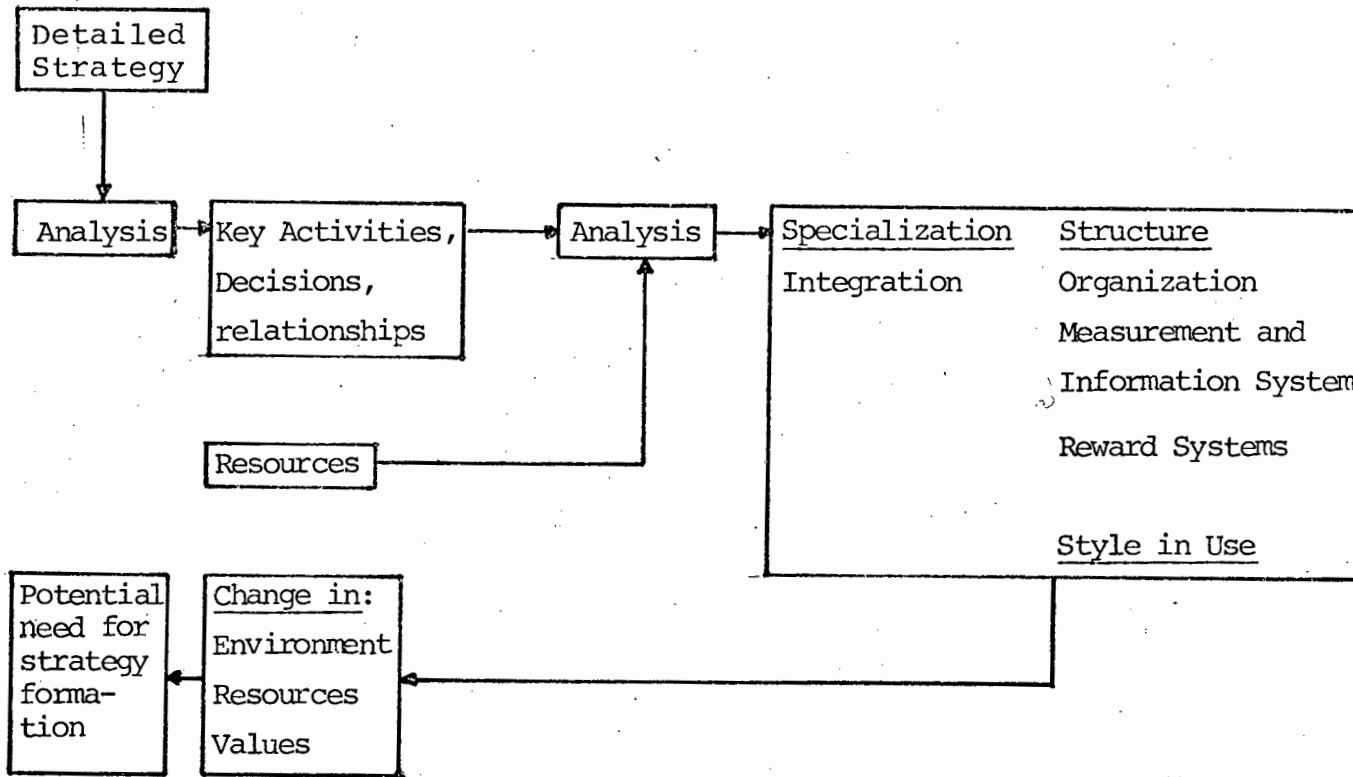 Detailed
Strategy
Analysis
Key Activities,
Decisions,
relationships
Analysis
Resources
Specialization
Integration
Structure
Organization
Measurement and
Information System
Reward Systems
Style in Use
Change in:
Environment
Resources
Values
Potential
need for
strategy
forma-
tion